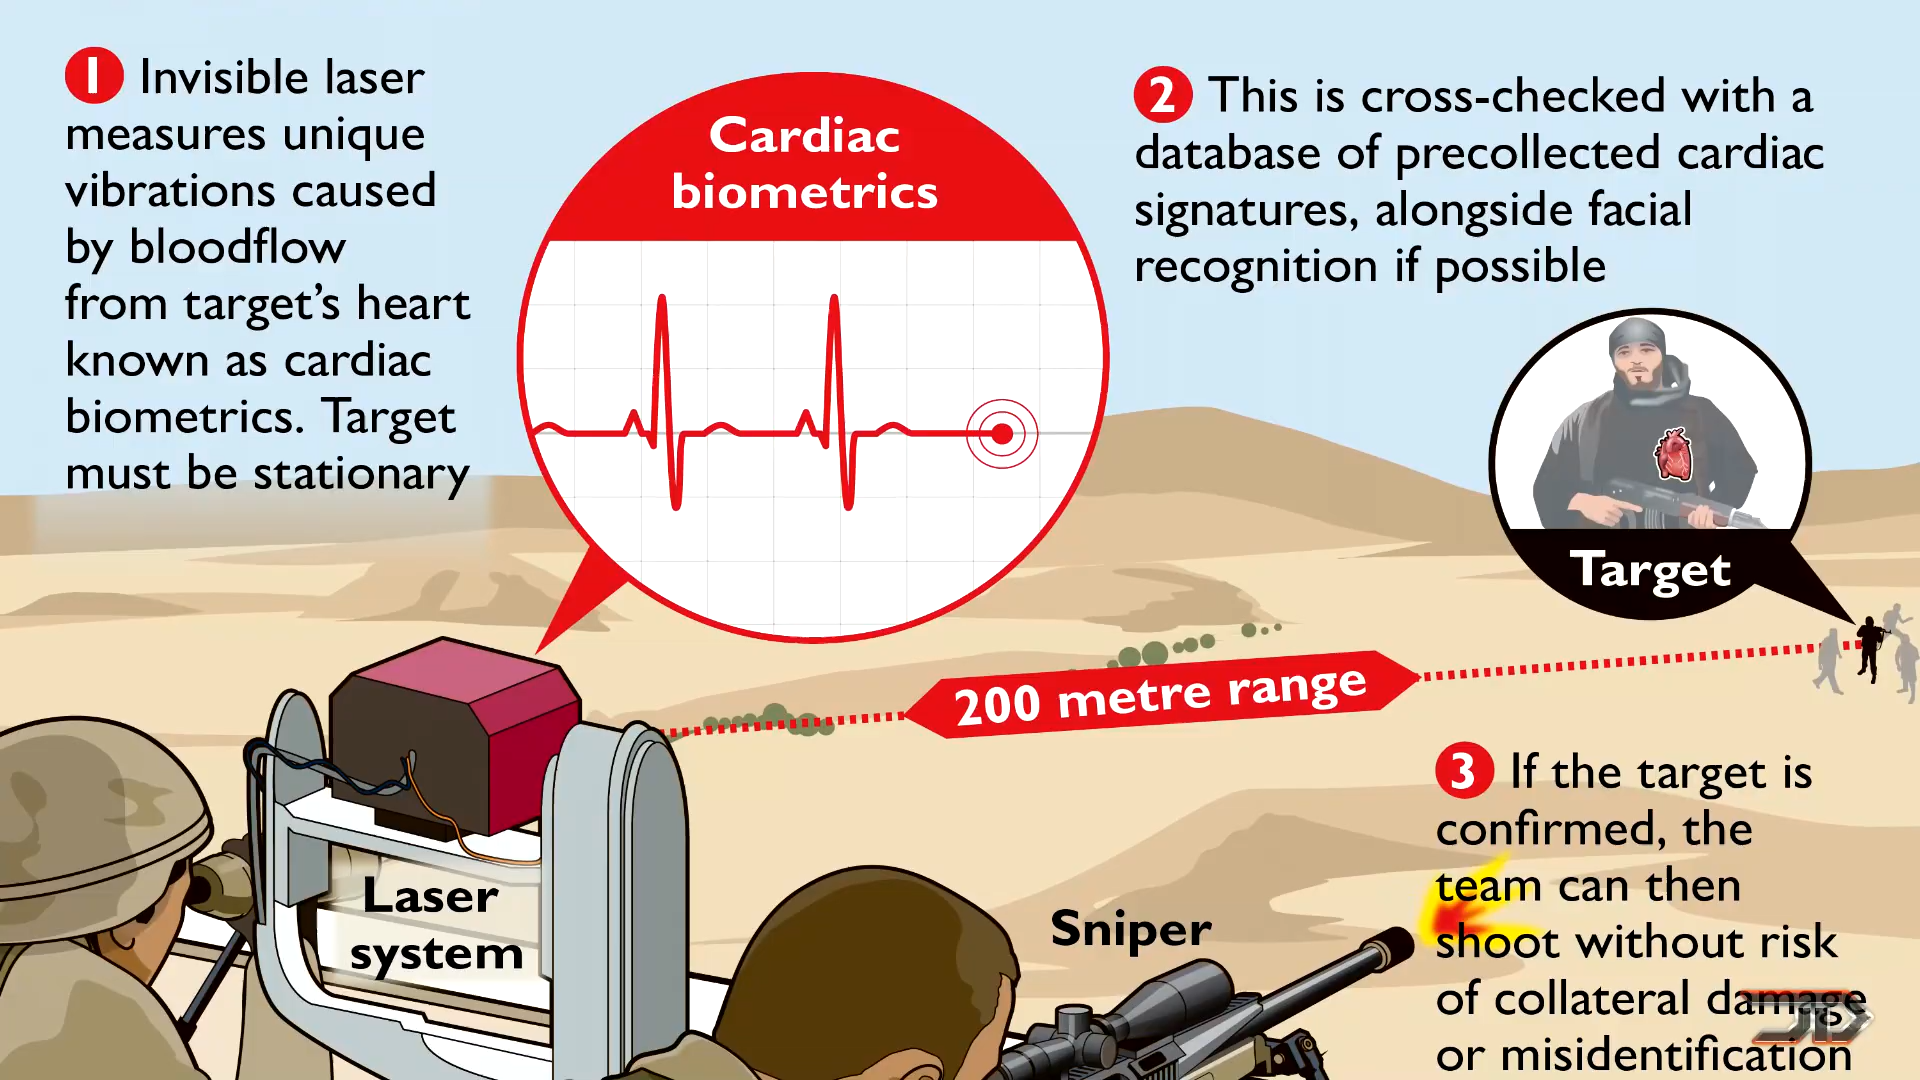 1 Invisible laser
measures unique
vibrations caused
by bloodflow
from target’s heart
known as cardiac
biometrics. Target
must be stationary
Cardiac
biometrics
2 This is cross-checked with a
database of precollected cardiac
signatures, alongside facial
recognition if possible
Target
200 metre range
Laser
system
Sniper
3 If the target is
confirmed, the
team can then
shoot without risk
of collateral damage
or misidentification